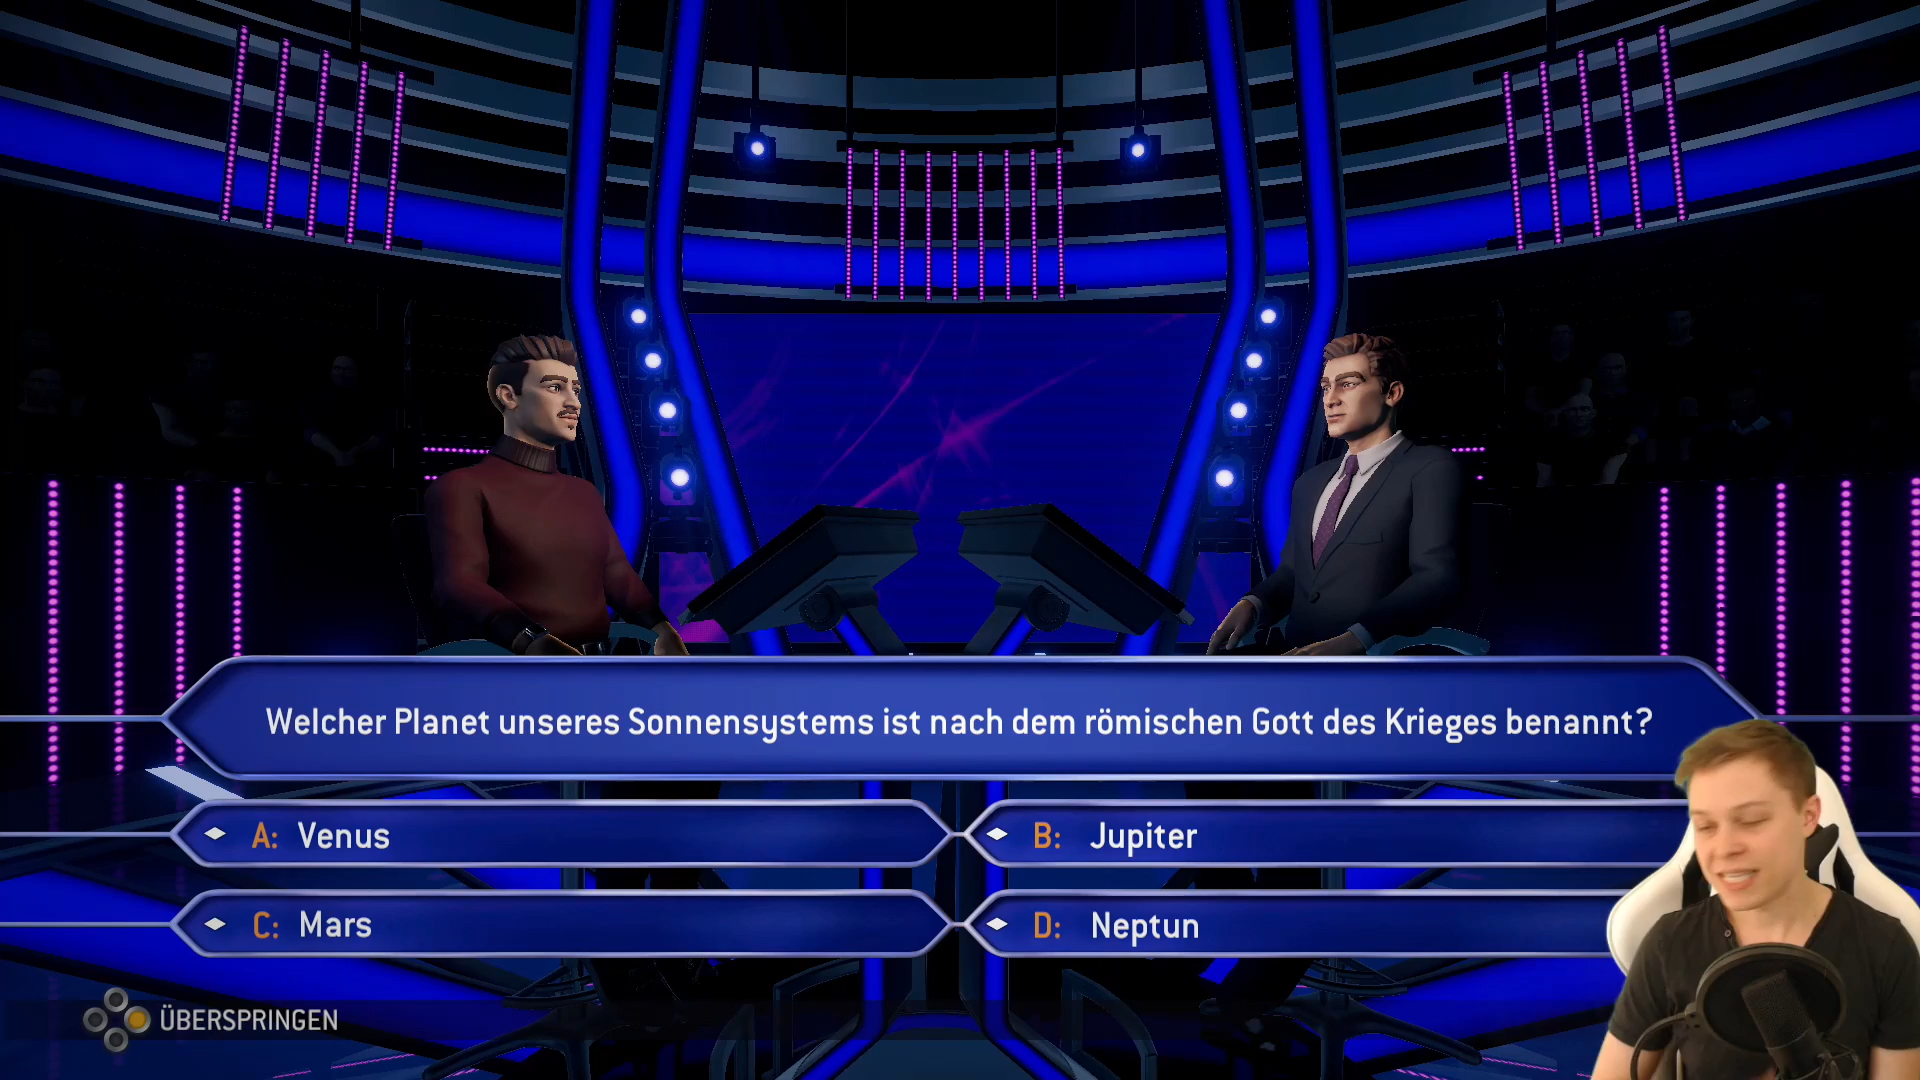 Welcher Planet unseres Sonnensystems ist nach dem römischen Gott des Krieges benannt?
A: Venus
B: Jupiter
C: Mars
D: Neptun
ÜBERSPRINGEN